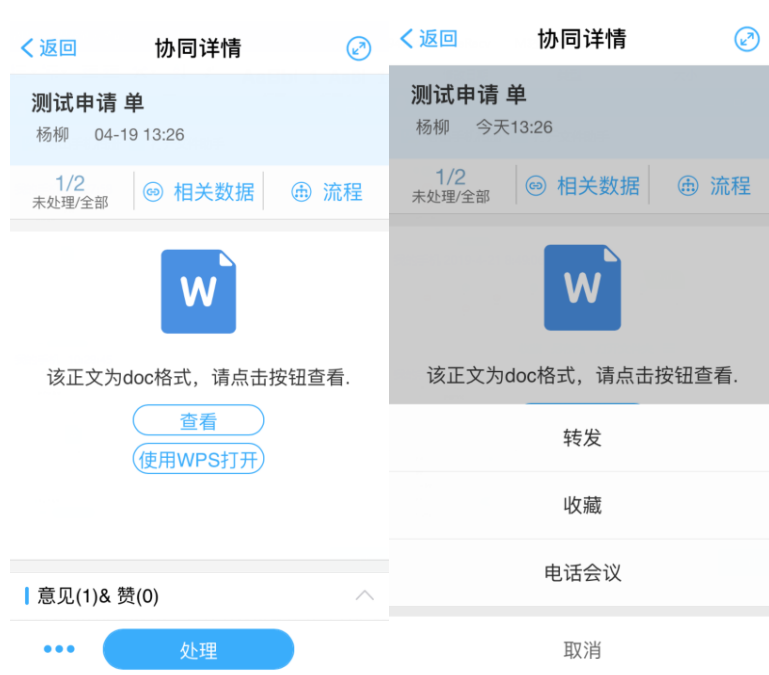 返回 协同详情
测试申请 单
杨柳 04-19 13:26
1/2
未处理/全部
相关数据
流程
W
该正文为doc格式，请点击按钮查看.
查看
使用WPS打开
意见(1)& 赞(0)
处理
返回 协同详情
测试申请 单
杨柳 今天13:26
1/2
未处理/全部
相关数据
流程
W
该正文为doc格式，请点击按钮查看.
转发
收藏
电话会议
取消